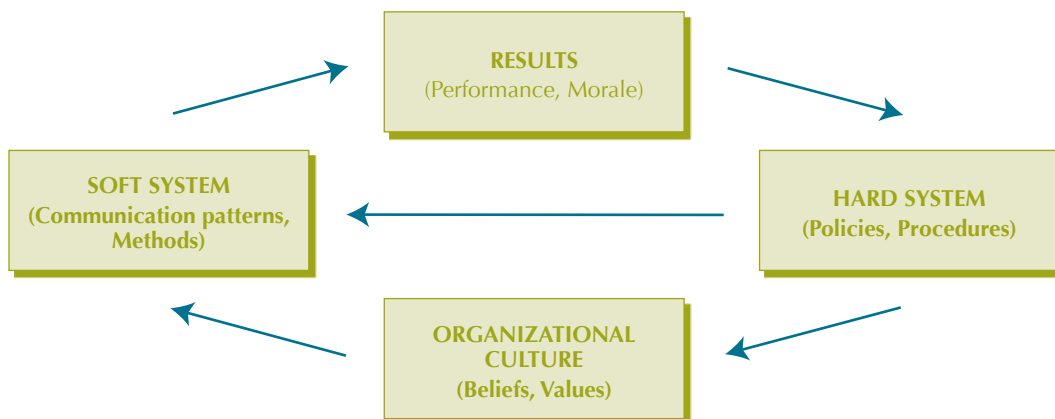 RESULTS
(Performance, Morale)
SOFT SYSTEM
(Communication patterns,
Methods)
HARD SYSTEM
(Policies, Procedures)
ORGANIZATIONAL
CULTURE
(Beliefs, Values)